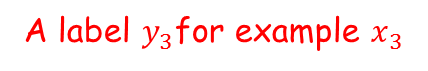 A label y₃ for example x₃